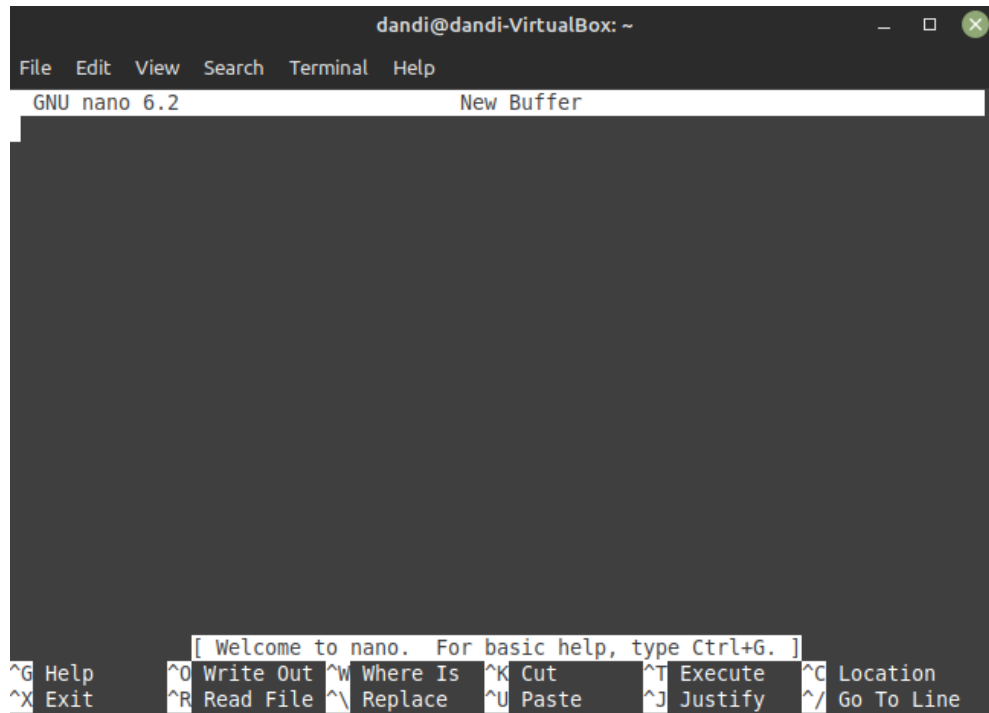 dandi@dandi-VirtualBox: ~
File Edit View Search Terminal Help
GNU nano 6.2 New Buffer
[ Welcome to nano.  For basic help, type Ctrl+G. ]
^G Help ^O Write Out ^W Where Is ^K Cut ^T Execute ^C Location
^X Exit ^R Read File ^\ Replace ^U Paste ^J Justify ^/ Go To Line